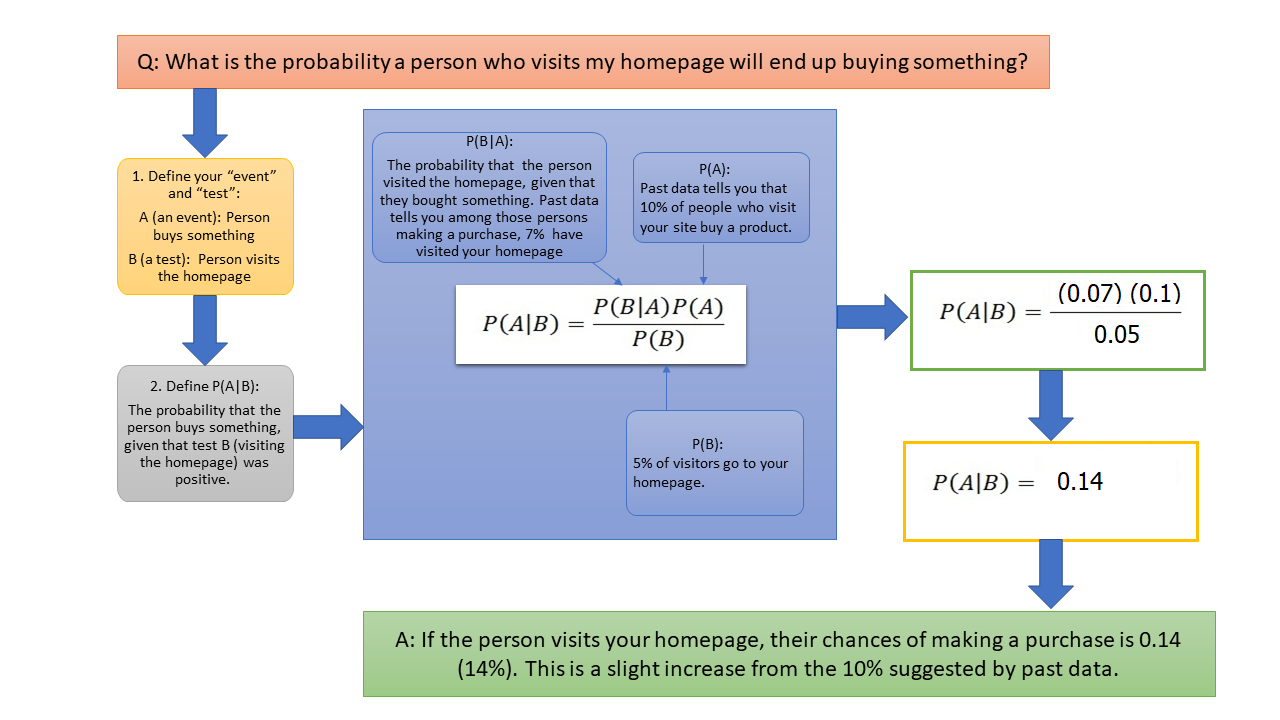 Q: What is the probability a person who visits my homepage will end up buying something?
1. Define your “event”
and “test”:
A (an event): Person
buys something
B (a test): Person visits
the homepage
2. Define P(A|B):
The probability that the
person buys something,
given that test B (visiting
the homepage) was
positive.
P(B|A):
The probability that the person
visited the homepage, given that
they bought something. Past data
tells you among those persons
making a purchase, 7% have
visited your homepage
P(A):
Past data tells you that
10% of people who visit
your site buy a product.
P(A|B) = P(B|A)P(A)
P(B)
P(B):
5% of visitors go to your
homepage.
P(A|B) = (0.07) (0.1)
0.05
P(A|B) = 0.14
A: If the person visits your homepage, their chances of making a purchase is 0.14
(14%). This is a slight increase from the 10% suggested by past data.